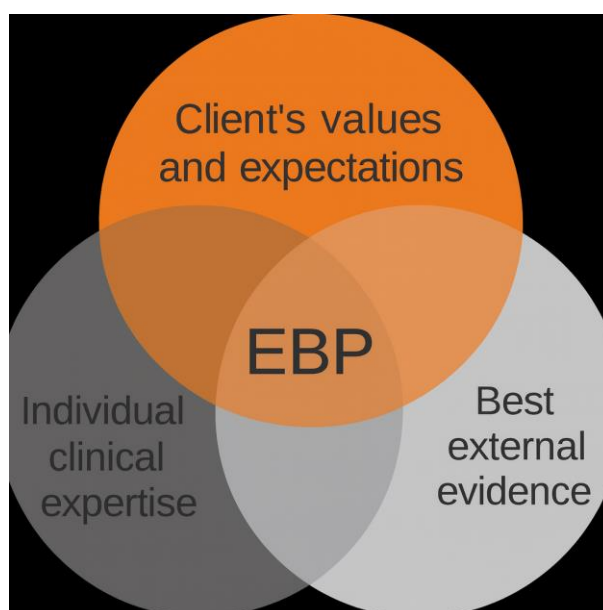 Client's values
and expectations
EBP
Individual
clinical
expertise
Best
external
evidence